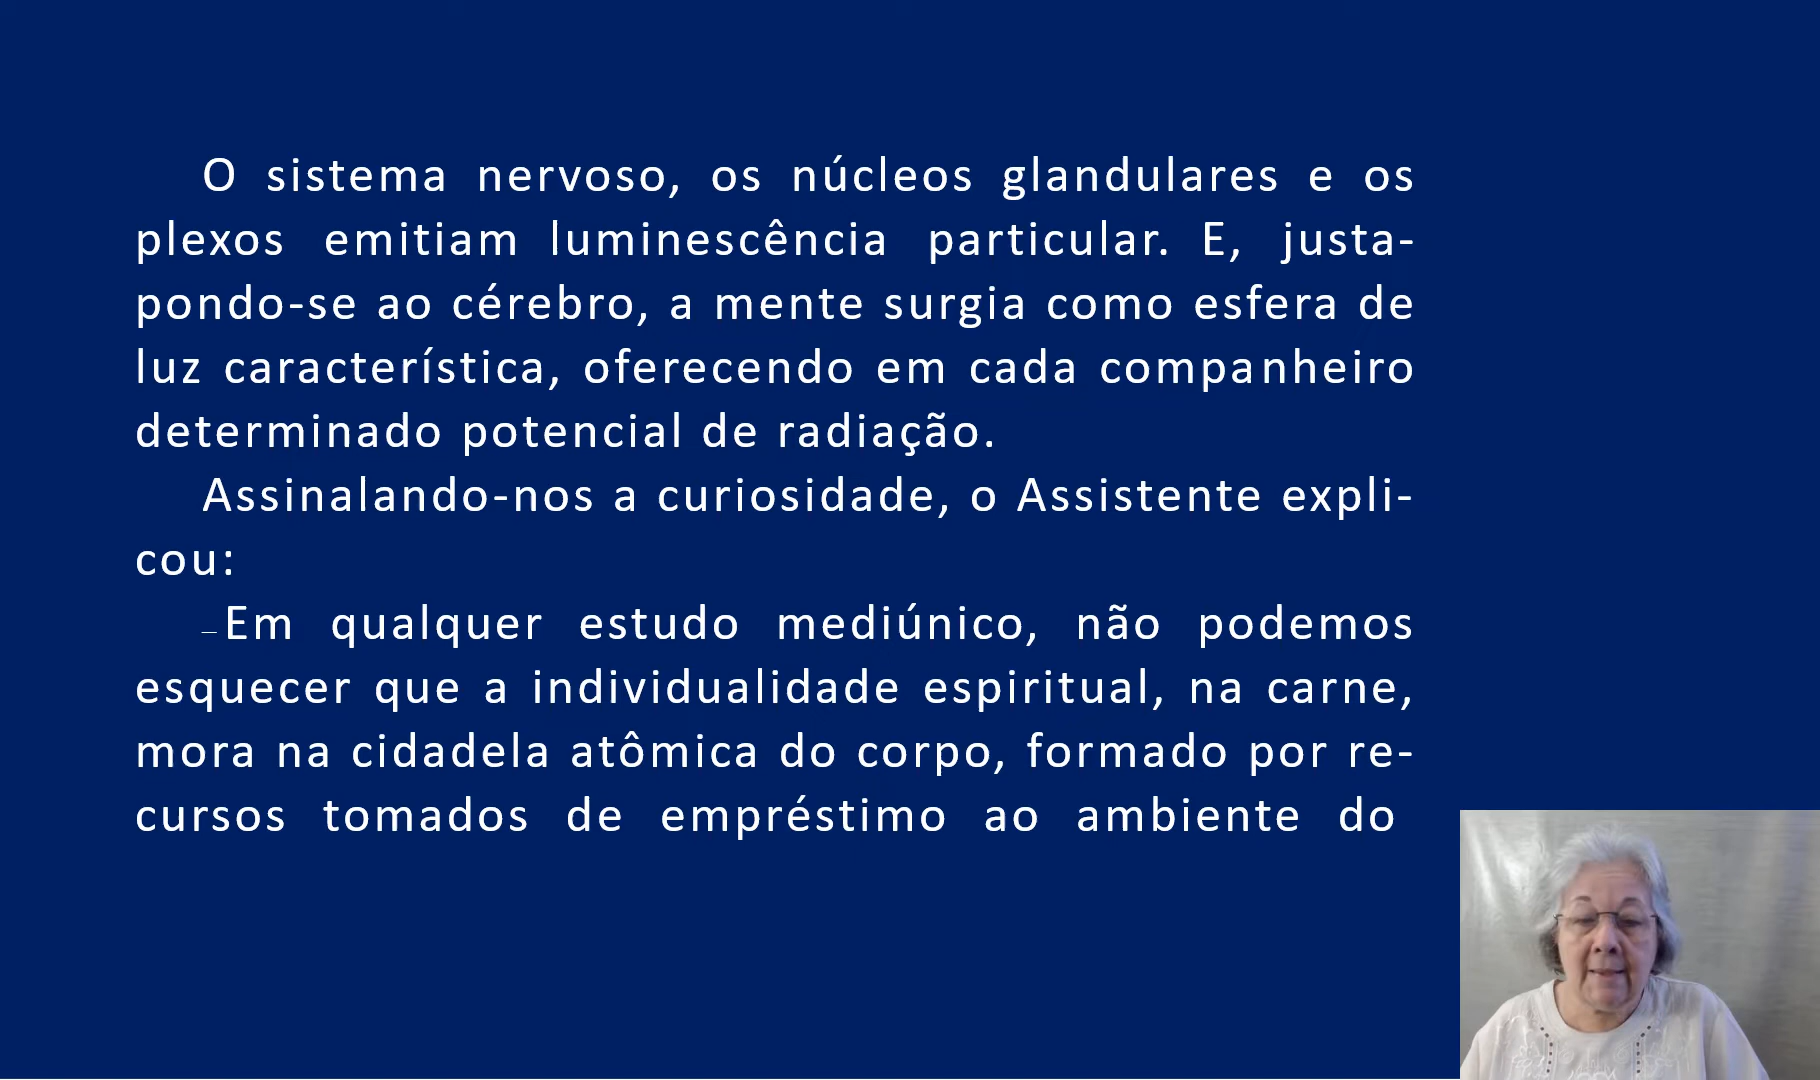 O sistema nervoso, os núcleos glandulares e os
plexos emitiam luminescência particular. E, justa-
pondo-se ao cérebro, a mente surgia como esfera de
luz característica, oferecendo em cada companheiro
determinado potencial de radiação.
Assinalando-nos a curiosidade, o Assistente expli-
cou:
–Em qualquer estudo mediúnico, não podemos
esquecer que a individualidade espiritual, na carne,
mora na cidadela atômica do corpo, formado por re-
cursos tomados de empréstimo ao ambiente do